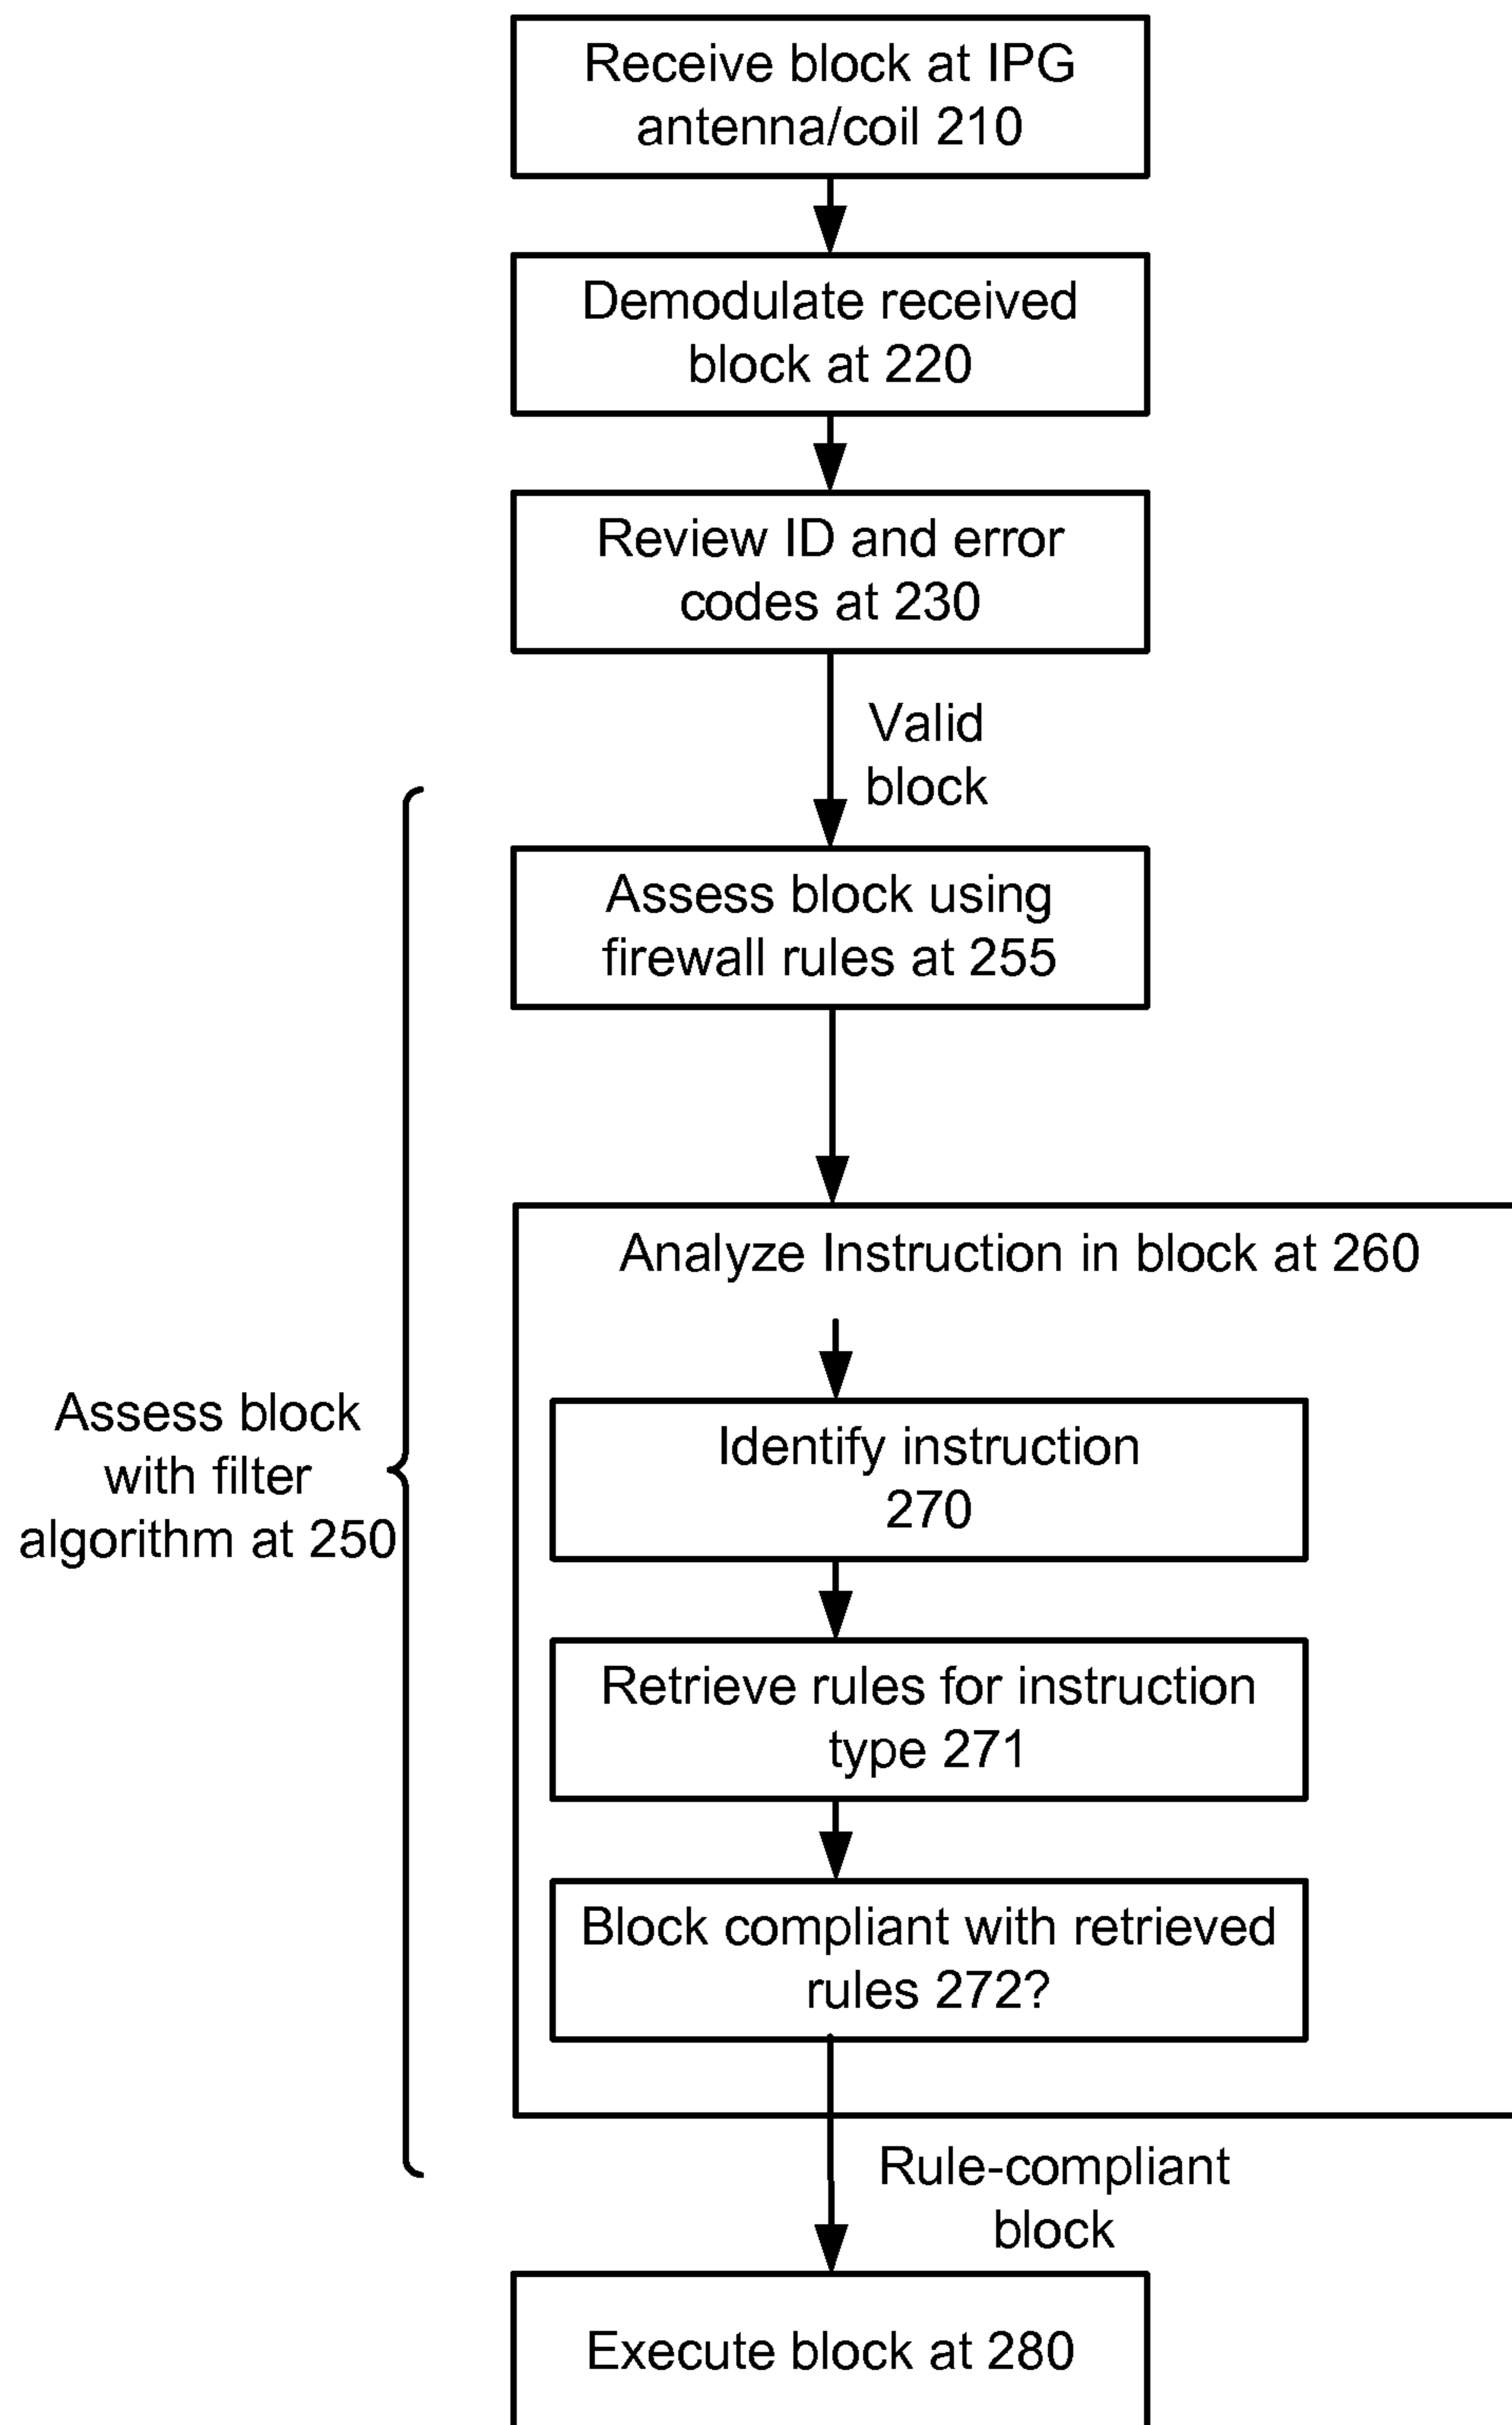 Receive block at IPG
antenna/coil 210
Demodulate received
block at 220
Review ID and error
codes at 230
Valid
block
Assess block using
firewall rules at 255
Analyze Instruction in block at 260
Identify instruction
270
Retrieve rules for instruction
type 271
Block compliant with retrieved
rules 272?
Assess block
with filter
algorithm at 250
Rule-compliant
block
Execute block at 280